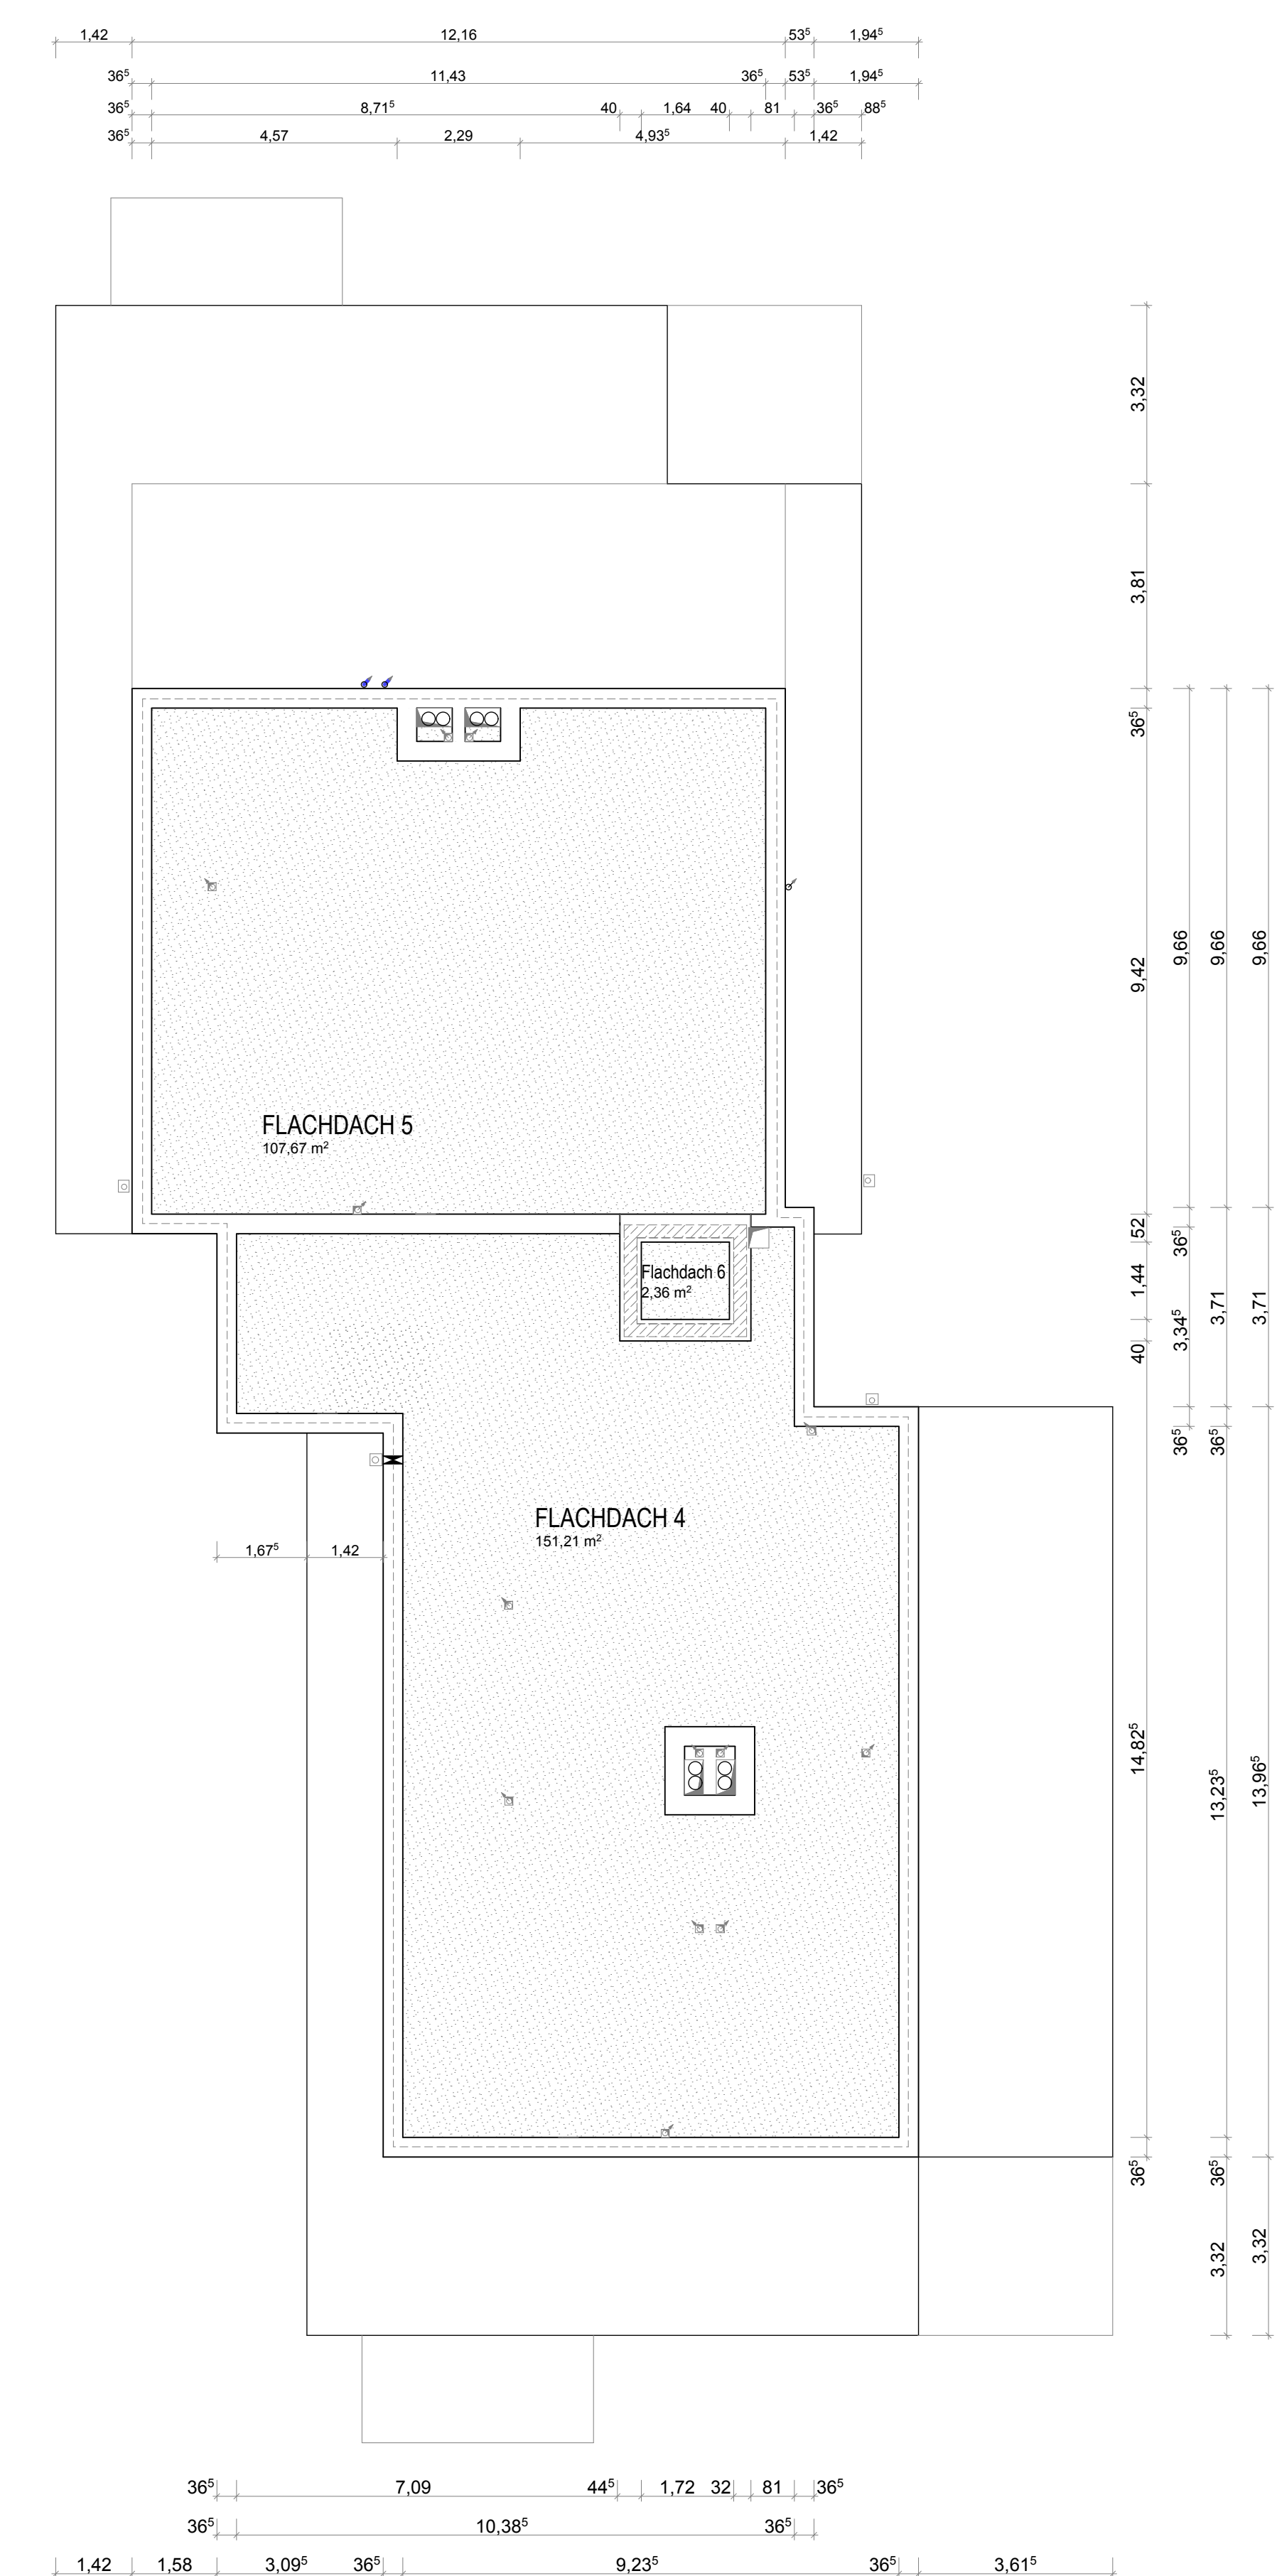 1,42 12,16 53⁵ 1,94⁵
36⁵ 11,43 36⁵ 53⁵ 1,94⁵
36⁵ 8,71⁵ 40 1,64 40 81 36⁵ 88⁵
36⁵ 4,57 2,29 4,93⁵ 1,42
3,32
3,81
36⁵
9,42
9,66
9,66
9,66
FLACHDACH 5
107,67 m²
52
36⁵
Flachdach 6
2,36 m²
1,44
3,34⁵
3,71
3,71
40
36⁵
36⁵
FLACHDACH 4
151,21 m²
1,67⁵ 1,42
14,82⁵
13,23⁵
13,96⁵
36⁵
36⁵
3,32
3,32
36⁵ 7,09 44⁵ 1,72 32 81 36⁵
36⁵ 10,38⁵ 36⁵
1,42 1,58 3,09⁵ 36⁵ 9,23⁵ 36⁵ 3,61⁵